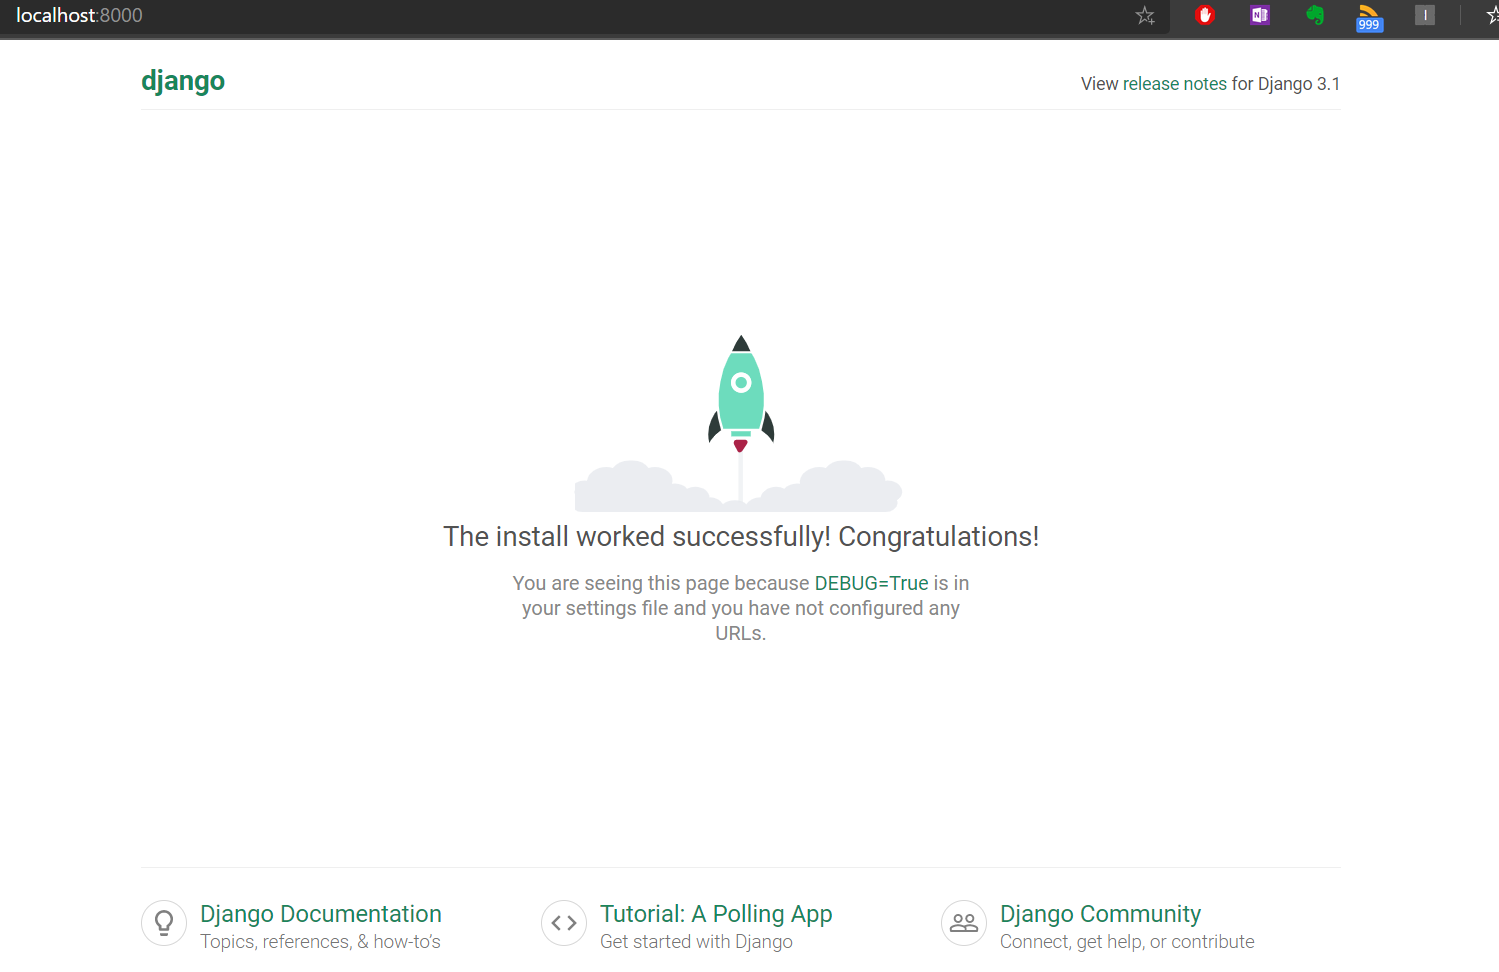 localhost:8000
N
999
I
django
View release notes for Django 3.1
The install worked successfully! Congratulations!
You are seeing this page because DEBUG=True is in
your settings file and you have not configured any
URLs.
Django Documentation
Topics, references, & how-to’s
Tutorial: A Polling App
Get started with Django
Django Community
Connect, get help, or contribute